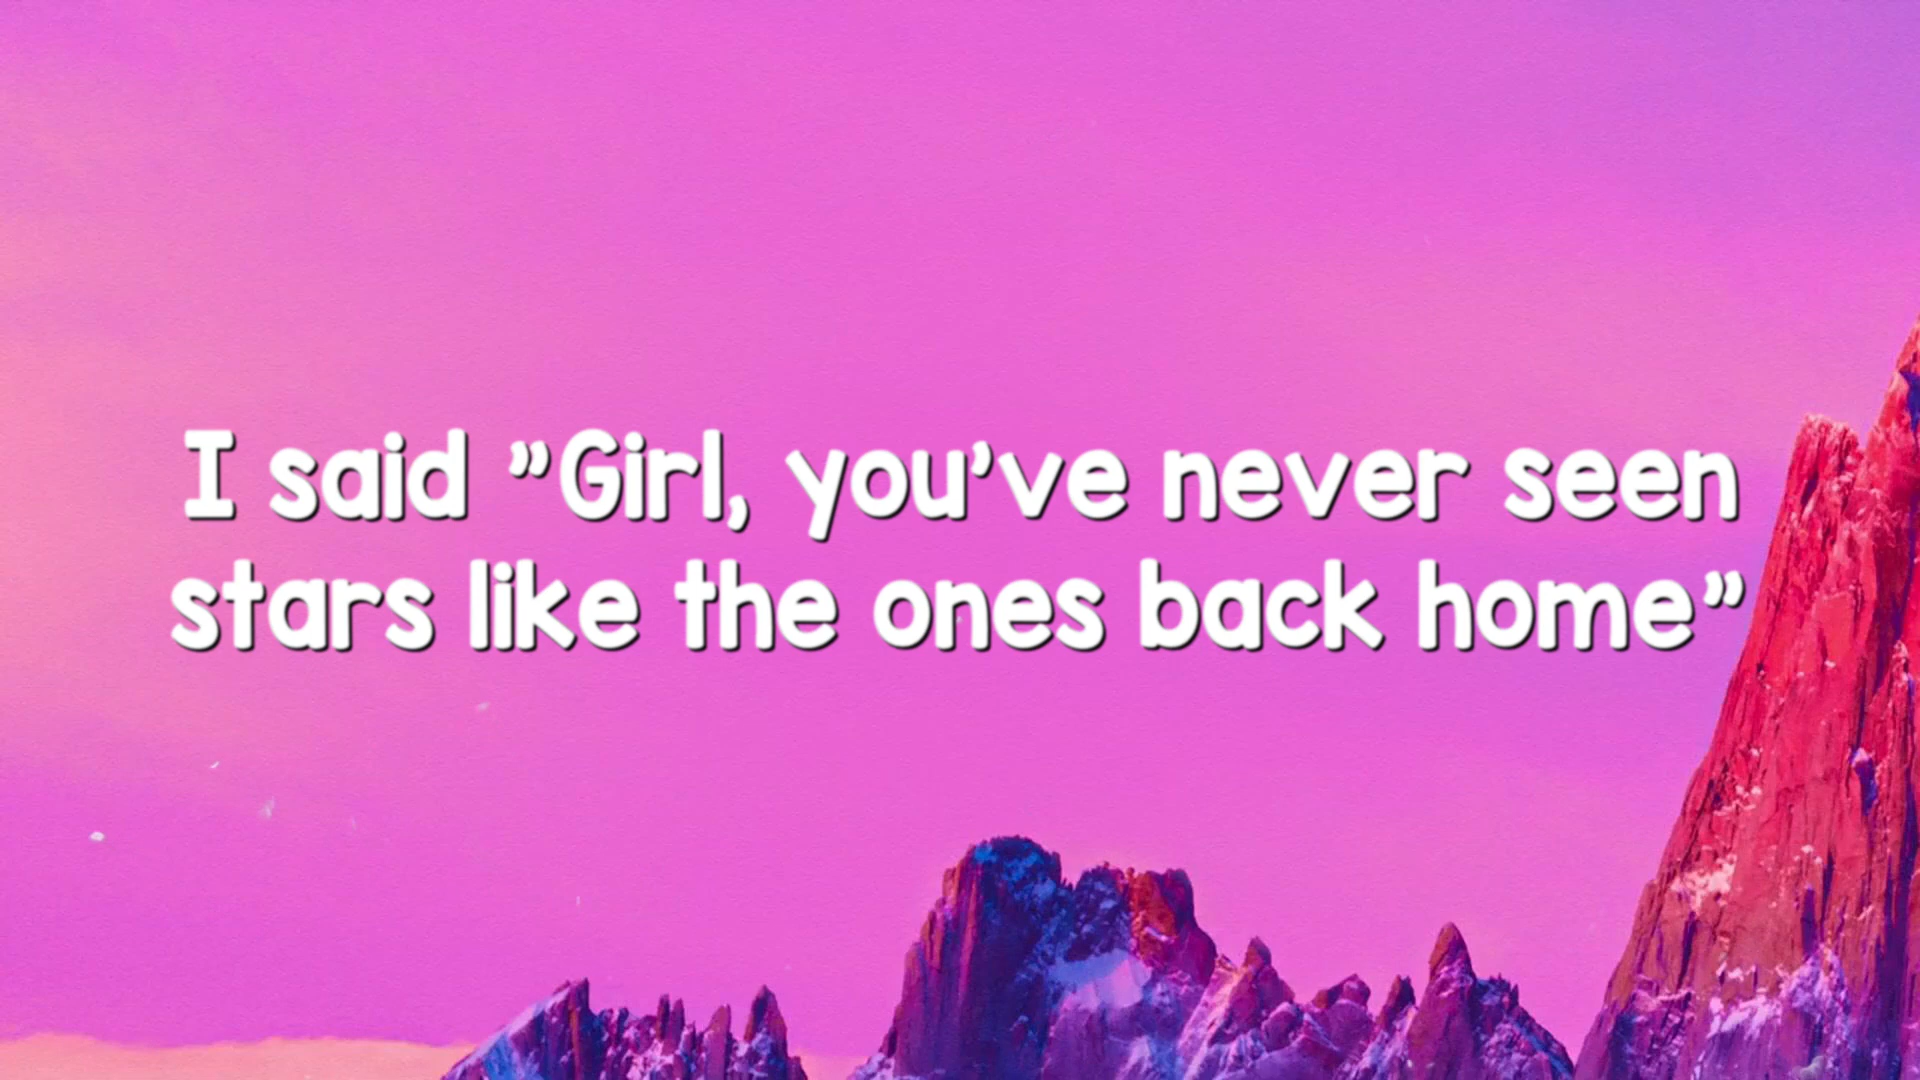 I said ”Girl, you’ve never seen
stars like the ones back home”